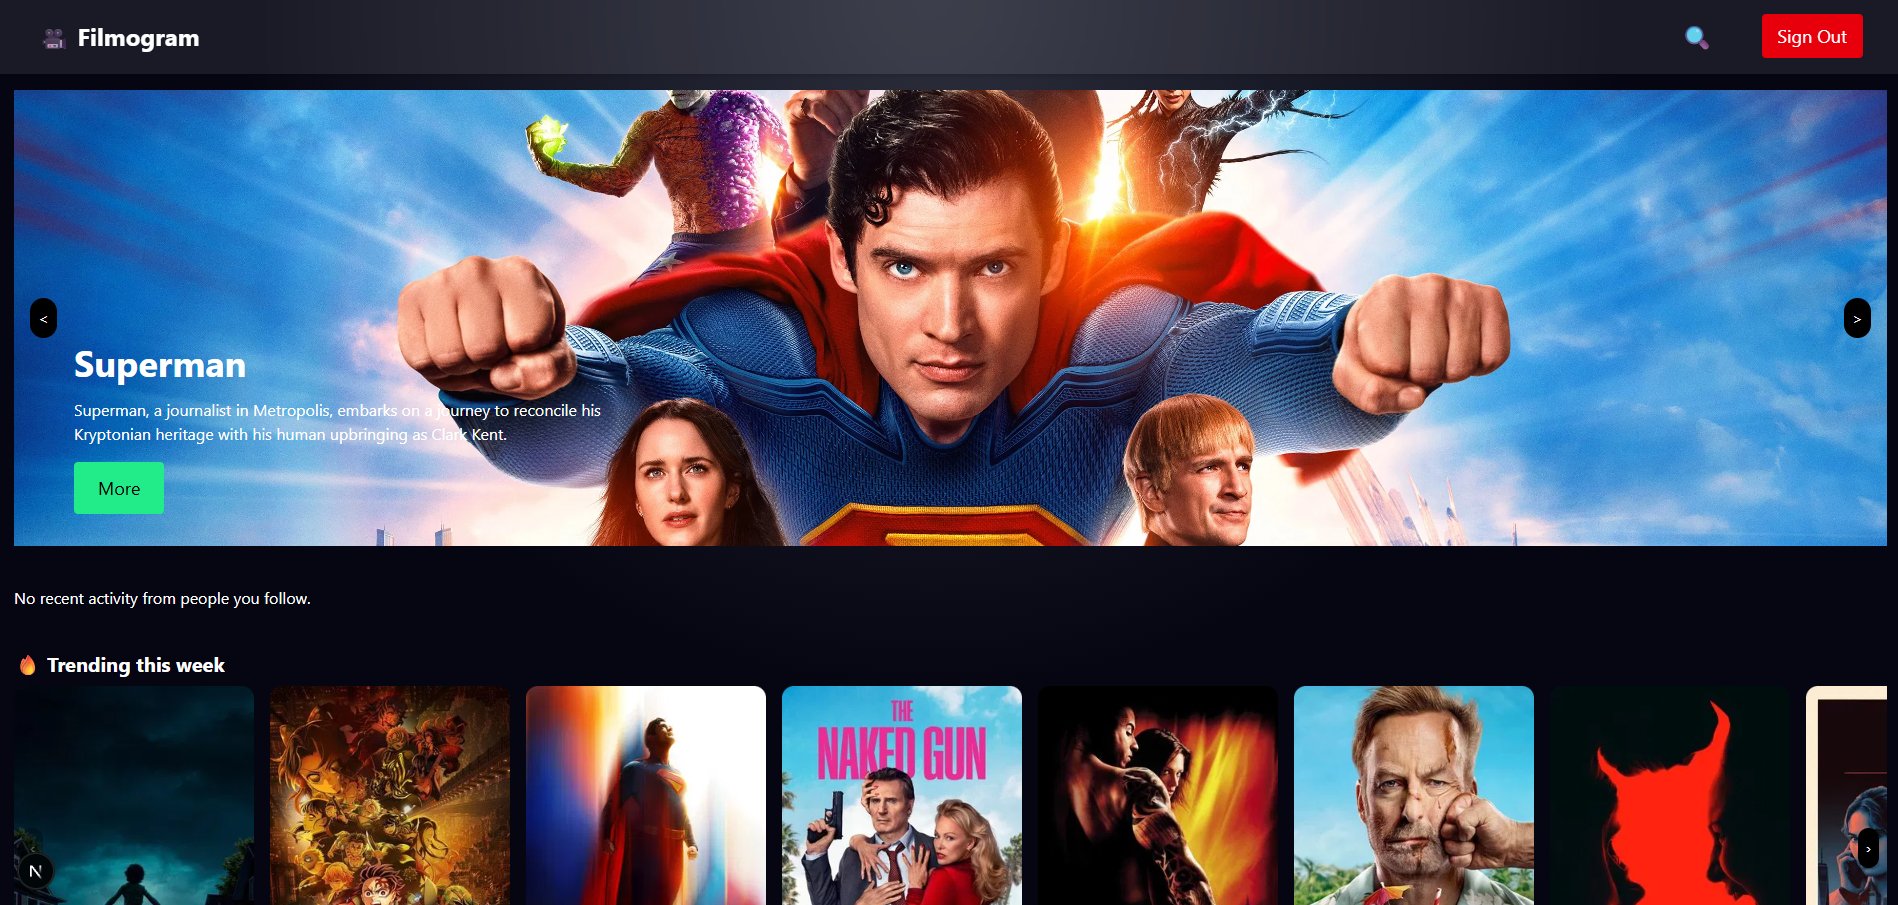 Filmogram
Sign Out
<
>
Superman
Superman, a journalist in Metropolis, embarks on a journey to reconcile his
Kryptonian heritage with his human upbringing as Clark Kent.
More
No recent activity from people you follow.
Trending this week
THE
NAKED GUN
N
>